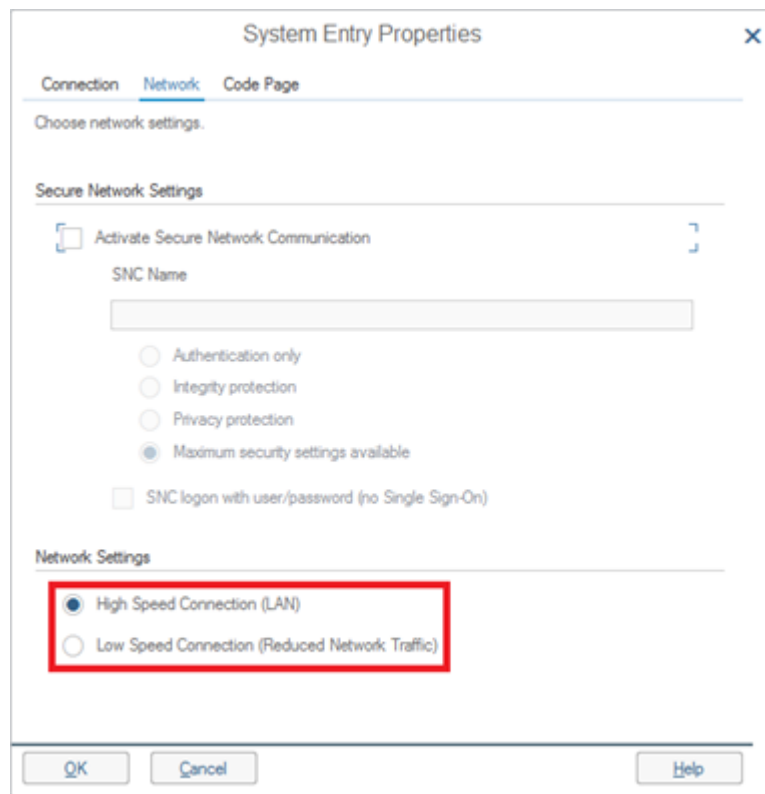 System Entry Properties
Connection Network Code Page
Choose network settings.
Secure Network Settings
Activate Secure Network Communication
SNC Name
Authentication only
Integrity protection
Privacy protection
Maximum security settings available
SNC logon with user/password (no Single Sign-On)
Network Settings
High Speed Connection (LAN)
Low Speed Connection (Reduced Network Traffic)
OK Cancel Help